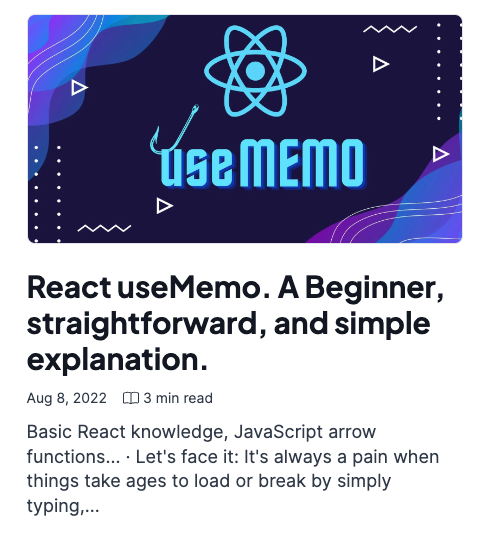 useMEMO
React useMemo. A Beginner,
straightforward, and simple
explanation.
Aug 8, 2022 3 min read
Basic React knowledge, JavaScript arrow
functions... · Let's face it: It's always a pain when
things take ages to load or break by simply
typing,...